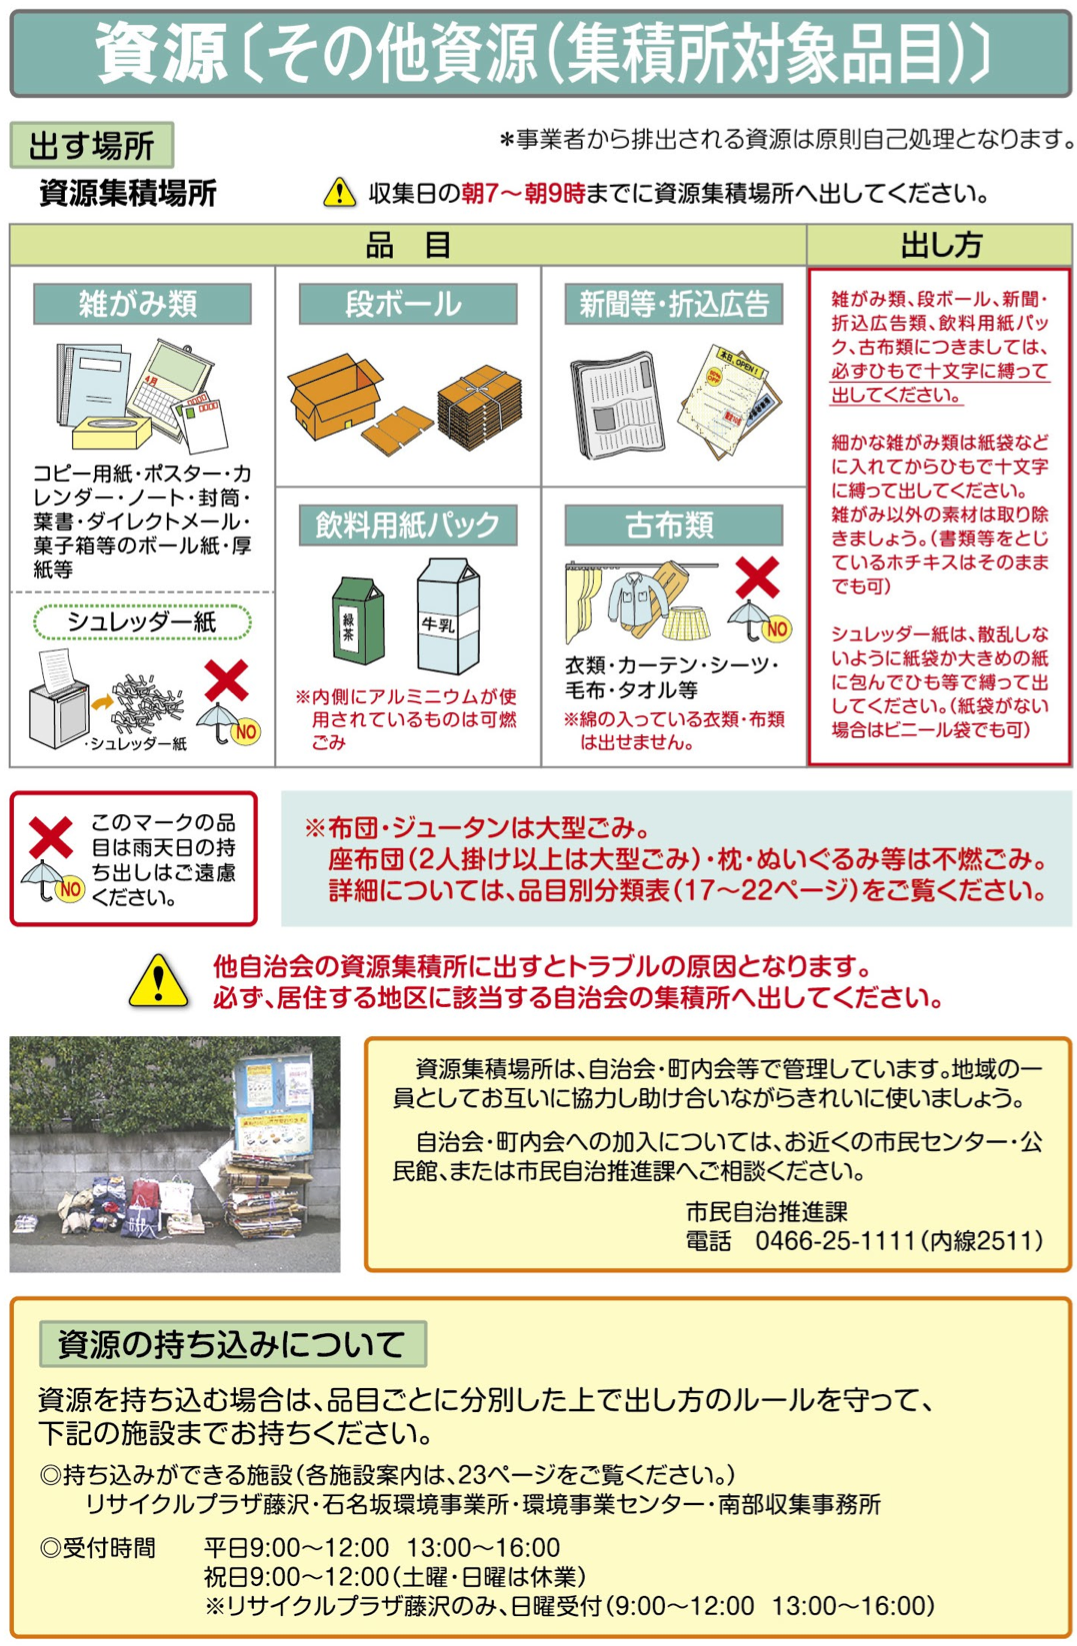 資源〔その他資源(集積所対象品目)〕
出す場所
＊事業者から排出される資源は原則自己処理となります。
資源集積場所
収集日の朝7～朝9時までに資源集積場所へ出してください。
品　目
出し方
雑がみ類
コピー用紙・ポスター・カ
レンダー・ノート・封筒・
葉書・ダイレクトメール・
菓子箱等のボール紙・厚
紙等
シュレッダー紙
・シュレッダー紙
NO
段ボール
新聞等・折込広告
本日、OPEN！
飲料用紙パック
緑茶
牛乳
※内側にアルミニウムが使
用されているものは可燃
ごみ
古布類
NO
衣類・カーテン・シーツ・
毛布・タオル等
※綿の入っている衣類・布類
は出せません。
雑がみ類、段ボール、新聞・
折込広告類、飲料用紙パッ
ク、古布類につきましては、
必ずひもで十文字に縛って
出してください。
細かな雑がみ類は紙袋など
に入れてからひもで十文字
に縛って出してください。
雑がみ以外の素材は取り除
きましょう。(書類等をとじ
ているホチキスはそのまま
でも可)
シュレッダー紙は、散乱しな
いように紙袋か大きめの紙
に包んでひも等で縛って出
してください。(紙袋がない
場合はビニール袋でも可)
NO
このマークの品
目は雨天日の持
ち出しはご遠慮
ください。
※布団・ジュータンは大型ごみ。
座布団(2人掛け以上は大型ごみ)・枕・ぬいぐるみ等は不燃ごみ。
詳細については、品目別分類表(17～22ページ)をご覧ください。
他自治会の資源集積所に出すとトラブルの原因となります。
必ず、居住する地区に該当する自治会の集積所へ出してください。
資源集積場所は、自治会・町内会等で管理しています。地域の一
員としてお互いに協力し助け合いながらきれいに使いましょう。
自治会・町内会への加入については、お近くの市民センター・公
民館、または市民自治推進課へご相談ください。
市民自治推進課
電話　0466-25-1111(内線2511)
資源の持ち込みについて
資源を持ち込む場合は、品目ごとに分別した上で出し方のルールを守って、
下記の施設までお持ちください。
◎持ち込みができる施設(各施設案内は、23ページをご覧ください。)
リサイクルプラザ藤沢・石名坂環境事業所・環境事業センター・南部収集事務所
◎受付時間　平日9:00～12:00　13:00～16:00
祝日9:00～12:00(土曜・日曜は休業)
※リサイクルプラザ藤沢のみ、日曜受付(9:00～12:00　13:00～16:00)